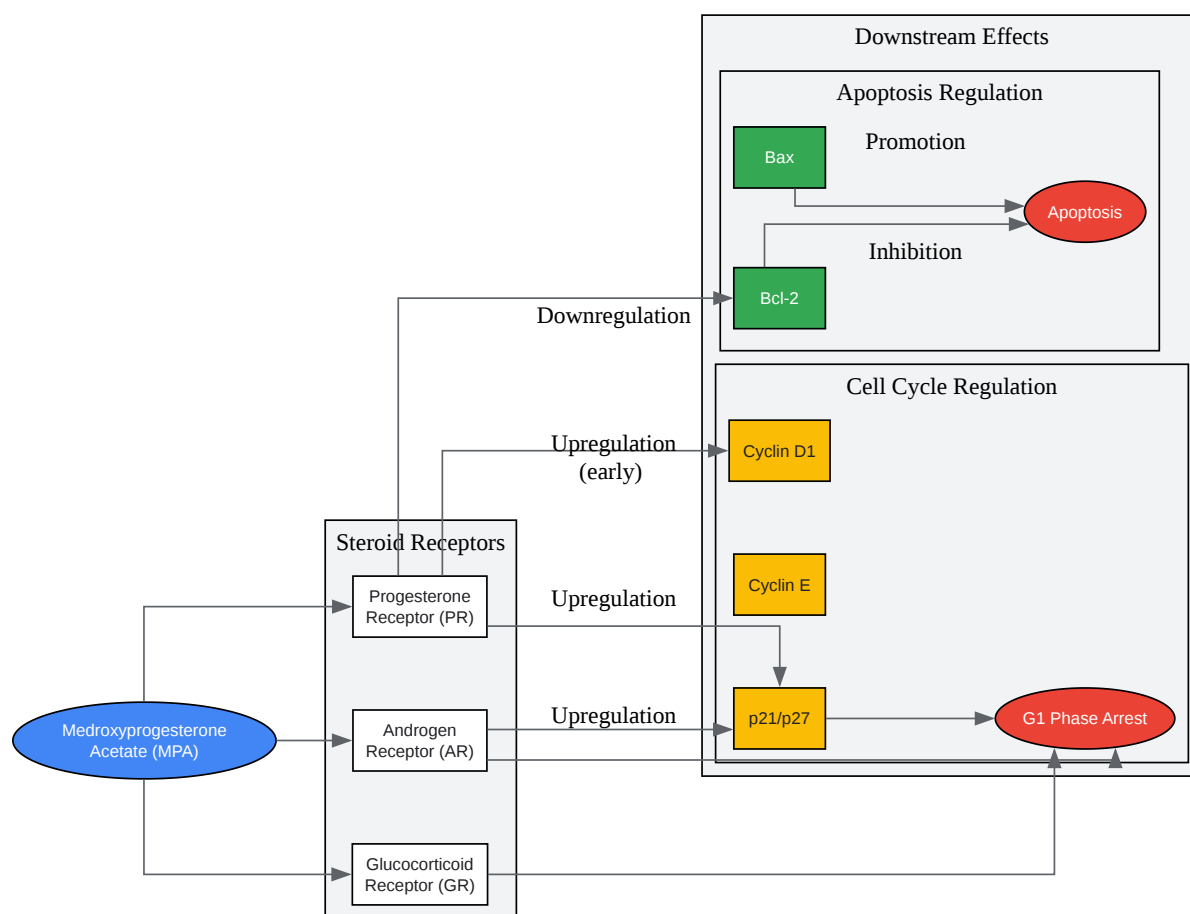 Downstream Effects
Apoptosis Regulation
Bax
Promotion
Apoptosis
Inhibition
Bcl-2
Downregulation
Cell Cycle Regulation
Upregulation
(early)
Cyclin D1
Steroid Receptors
Progesterone
Receptor (PR)
Upregulation
Cyclin E
Medroxyprogesterone
Acetate (MPA)
Androgen
Receptor (AR)
Upregulation
p21/p27
G1 Phase Arrest
Glucocorticoid
Receptor (GR)